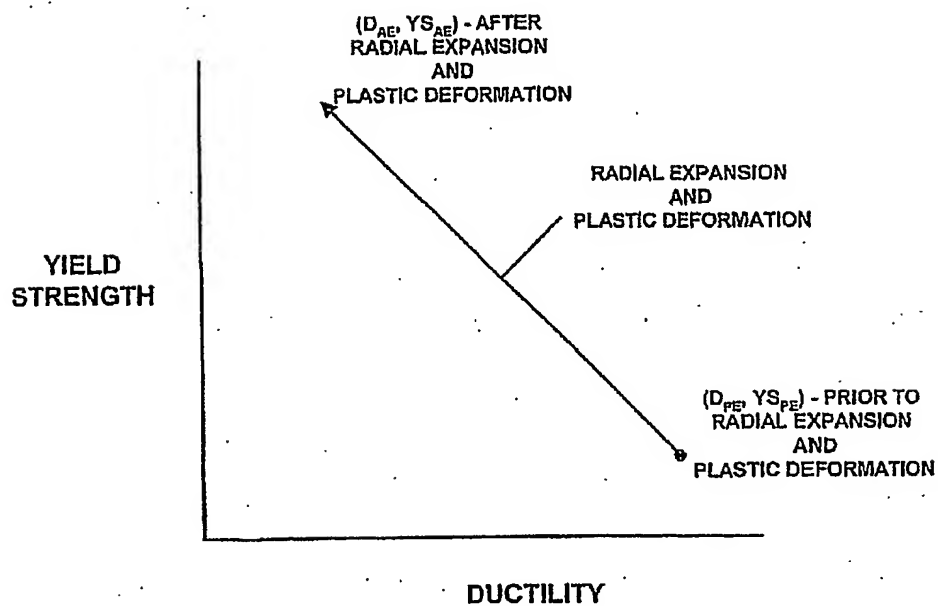 (D_AE, YS_AE) - AFTER
RADIAL EXPANSION
AND
PLASTIC DEFORMATION
RADIAL EXPANSION
AND
PLASTIC DEFORMATION
YIELD
STRENGTH
(D_PE, YS_PE) - PRIOR TO
RADIAL EXPANSION
AND
PLASTIC DEFORMATION
DUCTILITY